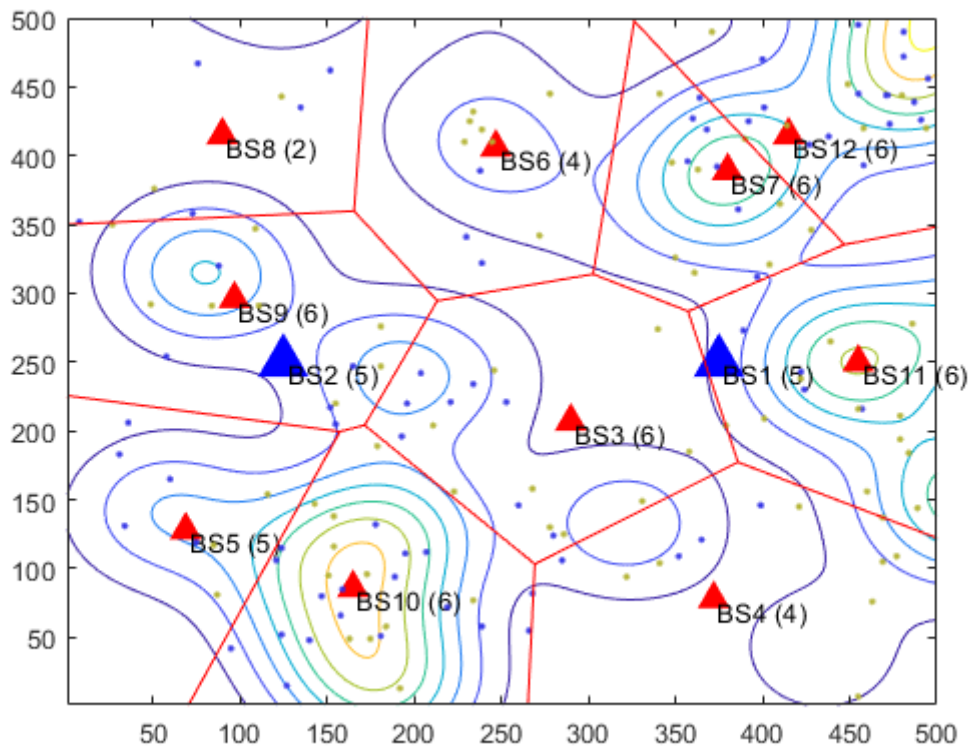 500
450
400
350
300
250
200
150
100
50
BS8 (2)
BS6 (4)
BS12 (6)
BS7 (6)
BS9 (6)
BS2 (5)
BS1 (5)
BS11 (6)
BS3 (6)
BS5 (5)
BS10 (6)
BS4 (4)
50 100 150 200 250 300 350 400 450 500